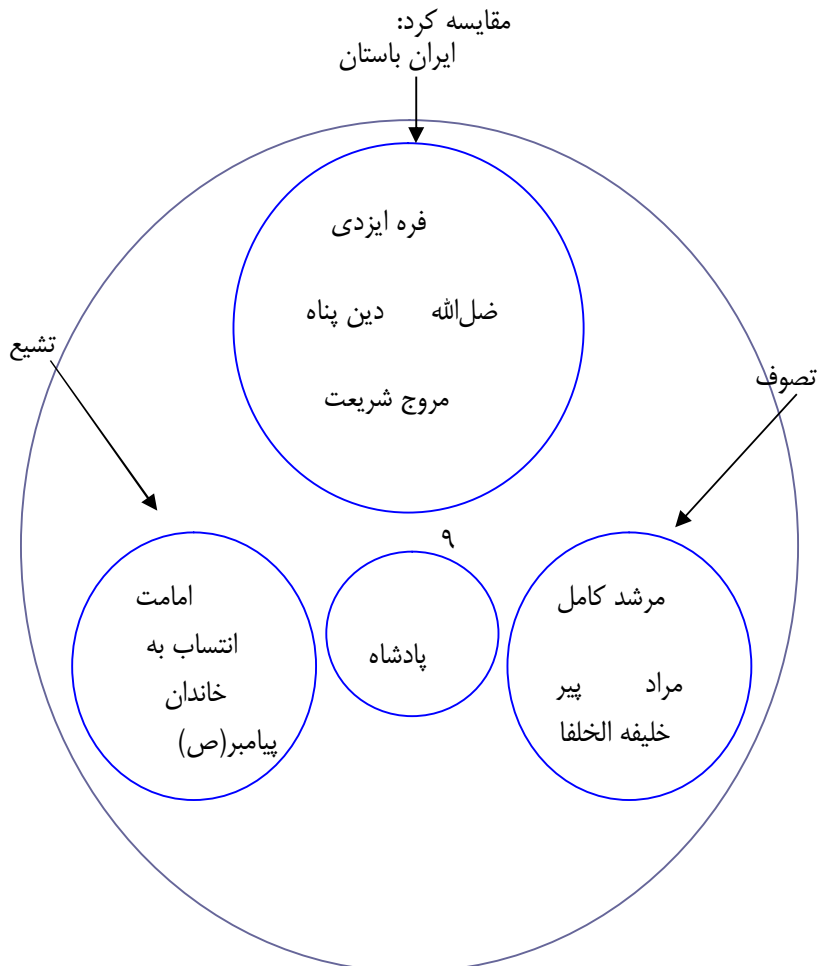 مقایسه کرد:
ایران باستان
فره ایزدی
ضل‌الله دین پناه
مروج شریعت
تشیع
تصوف
۹
مرشد کامل
مراد پیر
خلیفه الخلفا
پادشاه
امامت
انتساب به
خاندان
پیامبر(ص)